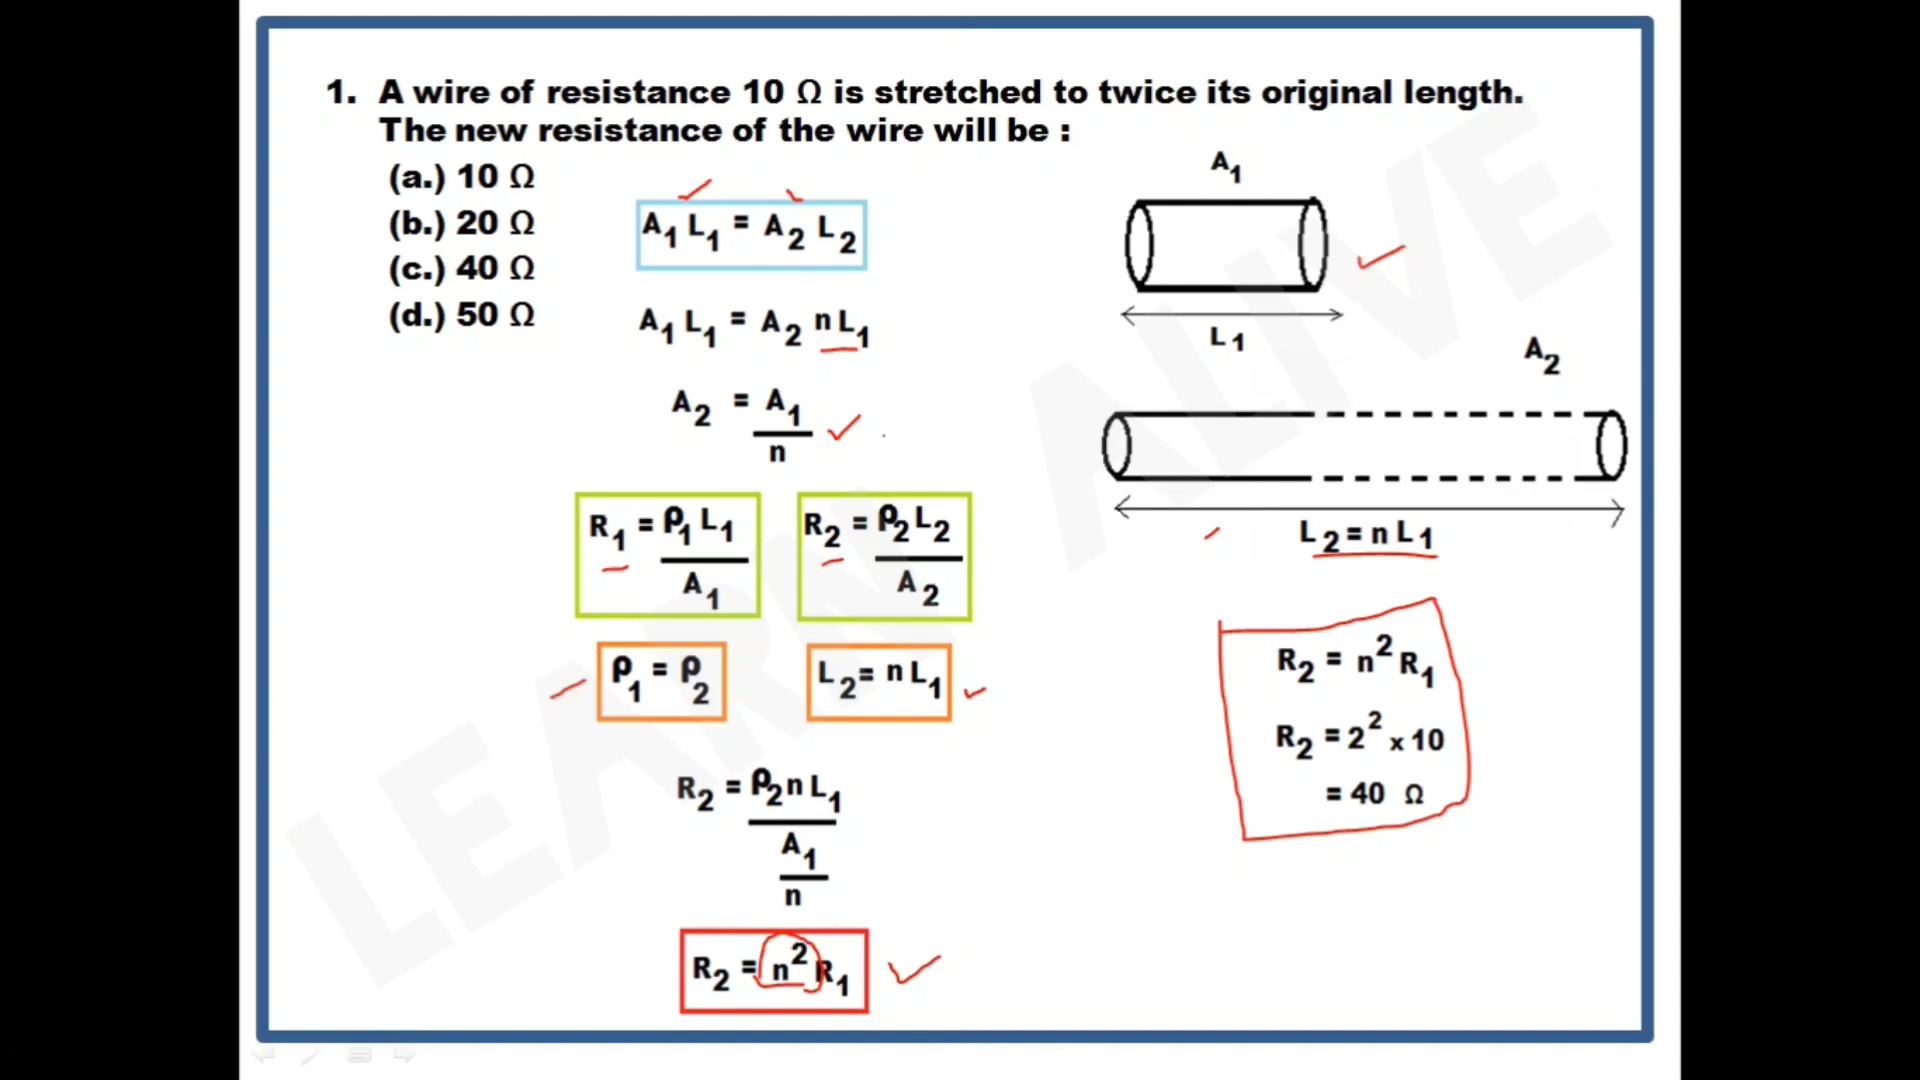 1. A wire of resistance 10 Ω is stretched to twice its original length.
The new resistance of the wire will be :
(a.) 10 Ω
(b.) 20 Ω
(c.) 40 Ω
(d.) 50 Ω
A₁ L₁ = A₂ L₂
A₁ L₁ = A₂ n L₁
A₂ = A₁
n
R₁ = ρ₁ L₁
A₁
R₂ = ρ₂ L₂
A₂
ρ₁ = ρ₂
L₂ = n L₁
R₂ = ρ₂ n L₁
A₁
n
R₂ = n² R₁
A₁
L₁
A₂
L₂ = n L₁
R₂ = n² R₁
R₂ = 2² x 10
= 40 Ω
LEARN ALIVE